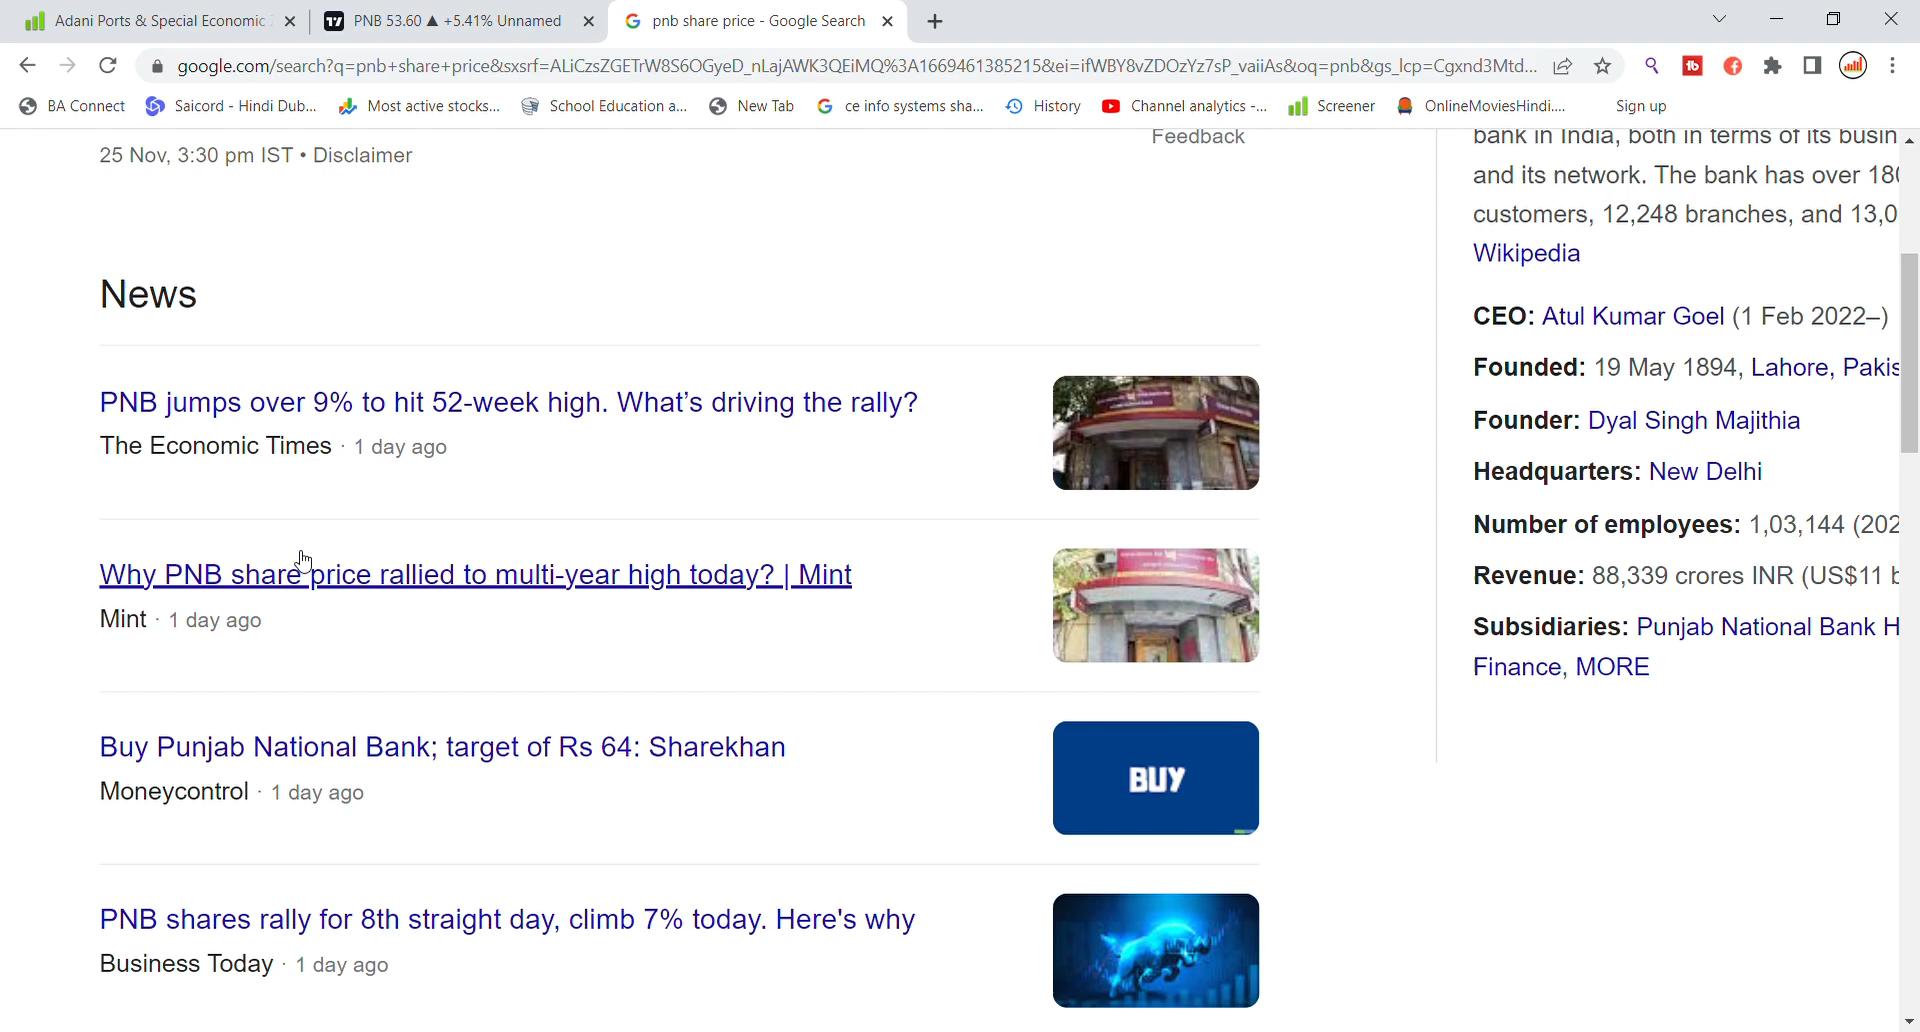 Adani Ports & Special Economic
PNB 53.60 ▲ +5.41% Unnamed
pnb share price - Google Search
google.com/search?q=pnb+share+price&sxsrf=ALiCzsZGETrW8S6OGyeD_nLajAWK3QEiMQ%3A1669461385215&ei=ifWBY8vZDOzYz7sP_vaiiAs&oq=pnb&gs_lcp=Cgxnd3Mtd...
BA Connect
Saicord - Hindi Dub...
Most active stocks...
School Education a...
New Tab
ce info systems sha...
History
Channel analytics -...
Screener
OnlineMoviesHindi....
Sign up
Feedback
25 Nov, 3:30 pm IST • Disclaimer
News
PNB jumps over 9% to hit 52-week high. What's driving the rally?
The Economic Times · 1 day ago
Why PNB share price rallied to multi-year high today? | Mint
Mint · 1 day ago
Buy Punjab National Bank; target of Rs 64: Sharekhan
Moneycontrol · 1 day ago
BUY
PNB shares rally for 8th straight day, climb 7% today. Here's why
Business Today · 1 day ago
bank in India, both in terms of its busin
and its network. The bank has over 180
customers, 12,248 branches, and 13,0
Wikipedia
CEO: Atul Kumar Goel (1 Feb 2022–)
Founded: 19 May 1894, Lahore, Pakis
Founder: Dyal Singh Majithia
Headquarters: New Delhi
Number of employees: 1,03,144 (202
Revenue: 88,339 crores INR (US$11 b
Subsidiaries: Punjab National Bank H
Finance, MORE